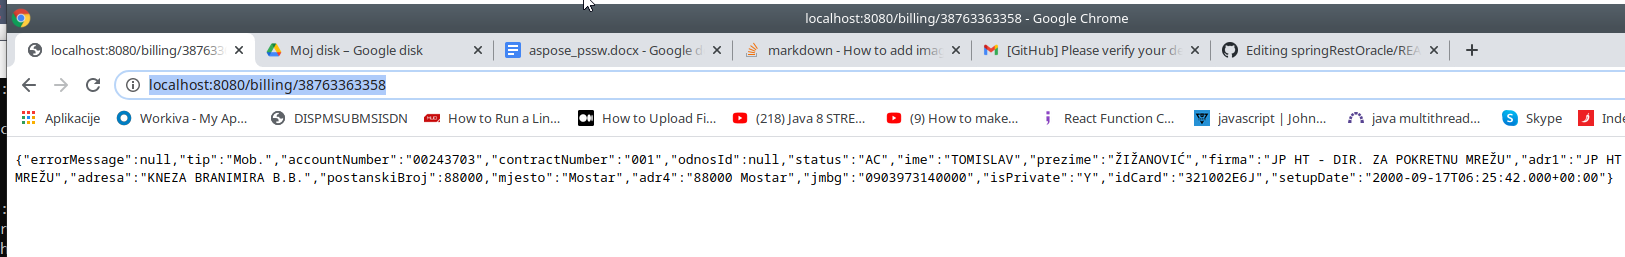 localhost:8080/billing/38763363358 - Google Chrome
localhost:8080/billing/38763 Moj disk – Google disk aspose_pssw.docx - Google d markdown - How to add imag [GitHub] Please verify your de Editing springRestOracle/REA
localhost:8080/billing/38763363358
Aplikacije Workiva - My Ap... DISPMSUBMSISDN How to Run a Lin... How to Upload Fi... (218) Java 8 STRE... (9) How to make... React Function C... javascript | John... java multithread... Skype Inde
{"errorMessage":null,"tip":"Mob.","accountNumber":"00243703","contractNumber":"001","odnosId":null,"status":"AC","ime":"TOMISLAV","prezime":"ŽIŽANOVIĆ","firma":"JP HT - DIR. ZA POKRETNU MREŽU","adr1":"JP HT
MREŽU","adresa":"KNEZA BRANIMIRA B.B.","postanskiBroj":88000,"mjesto":"Mostar","adr4":"88000 Mostar","jmbg":"0903973140000","isPrivate":"Y","idCard":"321002E6J","setupDate":"2000-09-17T06:25:42.000+00:00"}